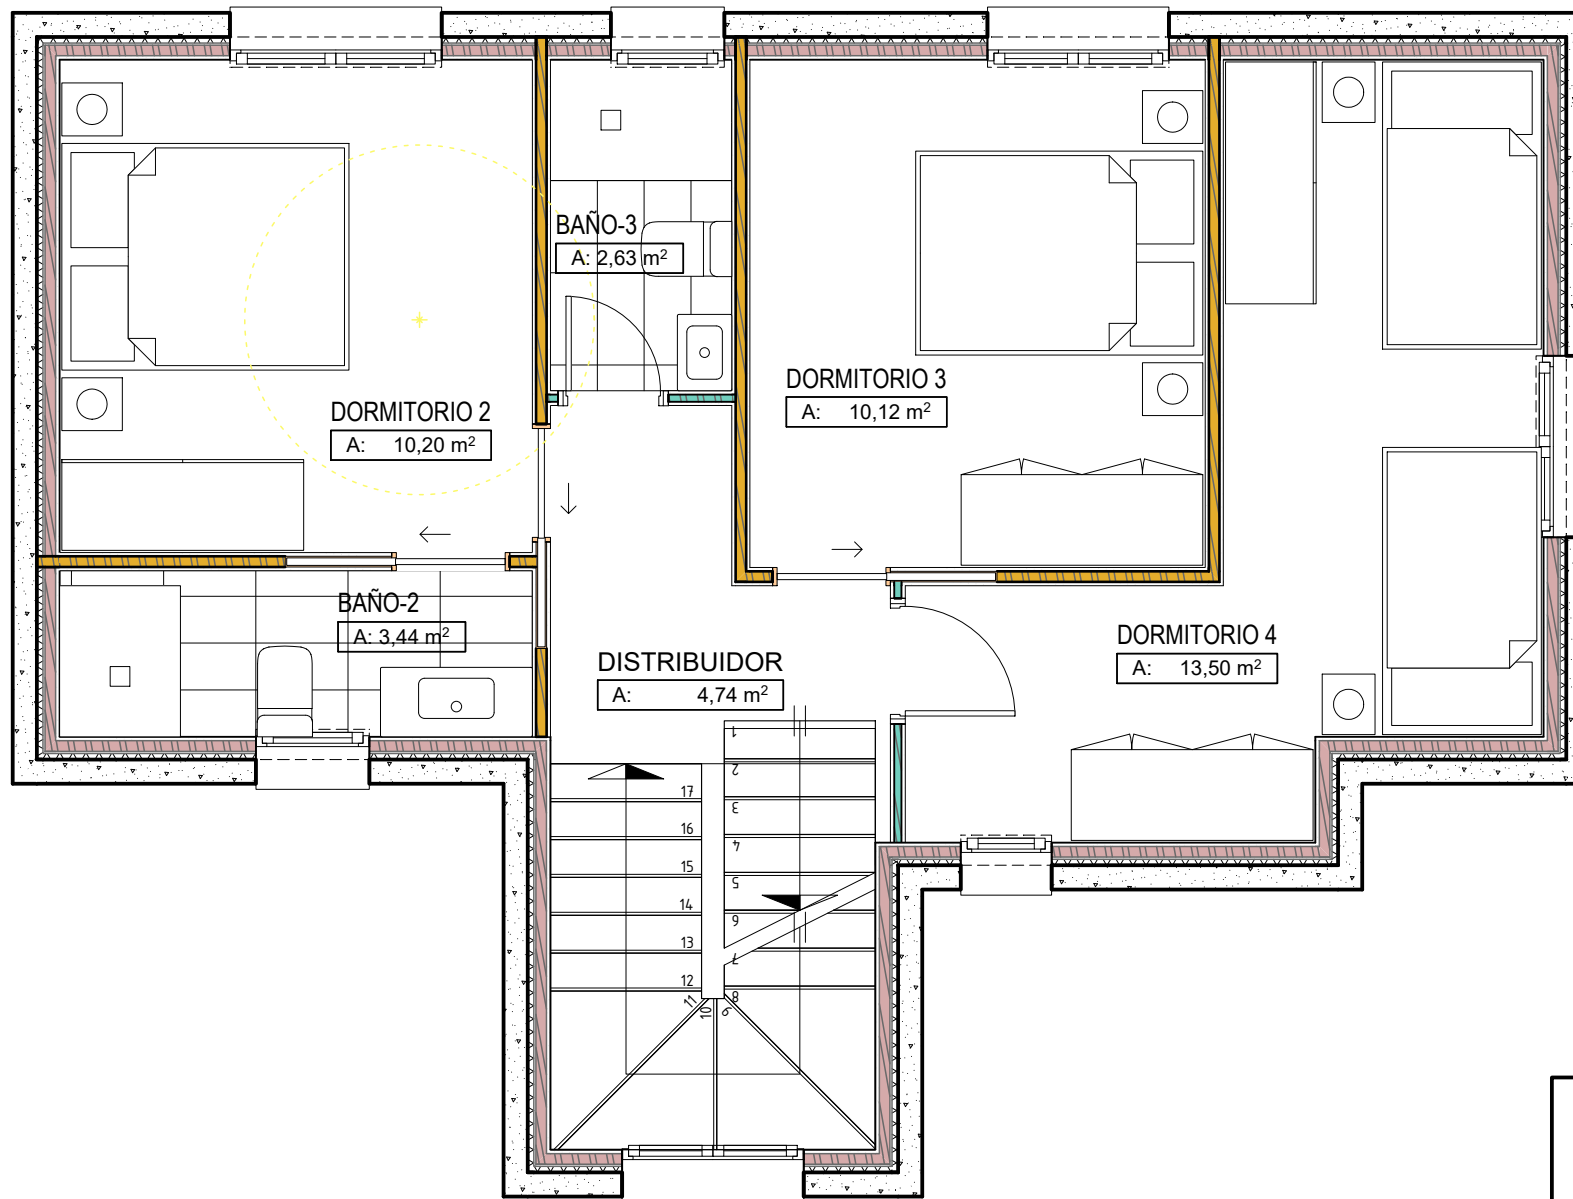 BAÑO-3
A: 2,63 m²
DORMITORIO 3
A: 10,12 m²
DORMITORIO 2
A: 10,20 m²
BAÑO-2
A: 3,44 m²
DISTRIBUIDOR
A: 4,74 m²
DORMITORIO 4
A: 13,50 m²
1
2
3
4
5
6
7
8
9
10
11
12
13
14
15
16
17